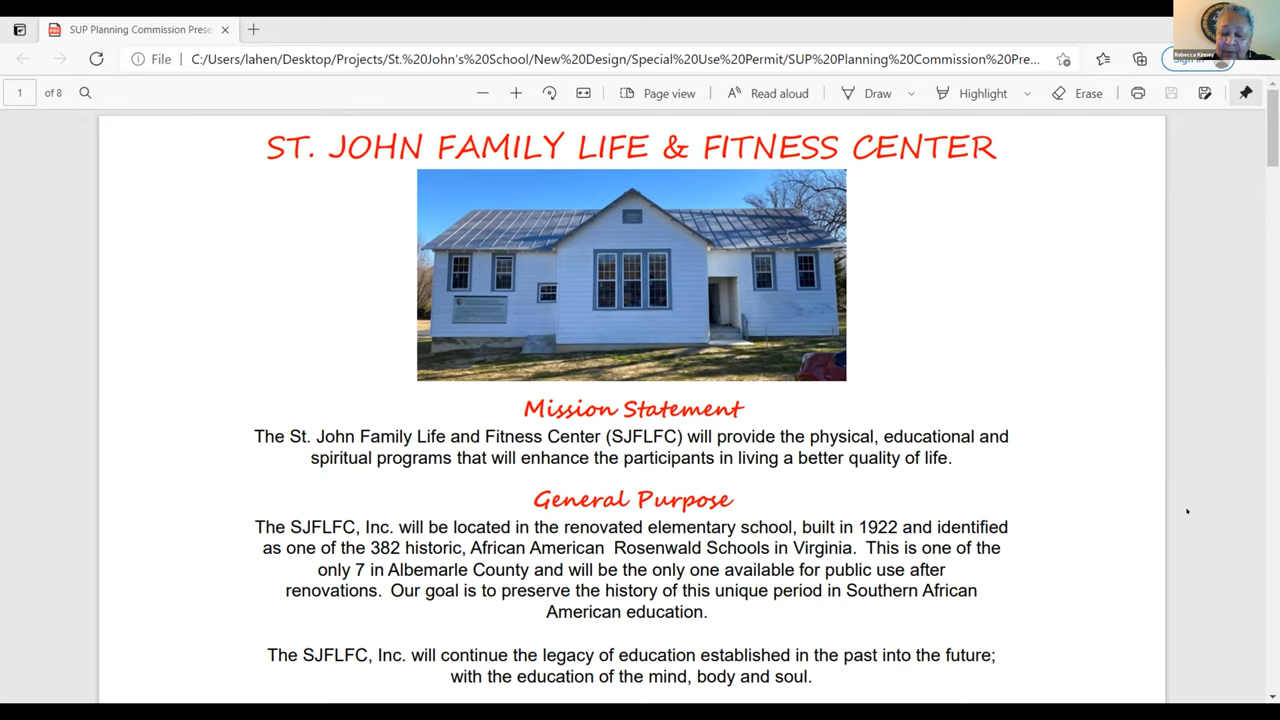 SUP Planning Commission Prese
File
C:/Users/lahen/Desktop/Projects/St.%20John's%20School/New%20Design/Special%20Use%20Permit/SUP%20Planning%20Commission%20Pre...
Rebecca Kinney
Sign in
1 of 8
Page view
Read aloud
Draw
Highlight
Erase
ST. JOHN FAMILY LIFE & FITNESS CENTER
Mission Statement
The St. John Family Life and Fitness Center (SJFLFC) will provide the physical, educational and
spiritual programs that will enhance the participants in living a better quality of life.
General Purpose
The SJFLFC, Inc. will be located in the renovated elementary school, built in 1922 and identified
as one of the 382 historic, African American Rosenwald Schools in Virginia. This is one of the
only 7 in Albemarle County and will be the only one available for public use after
renovations. Our goal is to preserve the history of this unique period in Southern African
American education.
The SJFLFC, Inc. will continue the legacy of education established in the past into the future;
with the education of the mind, body and soul.